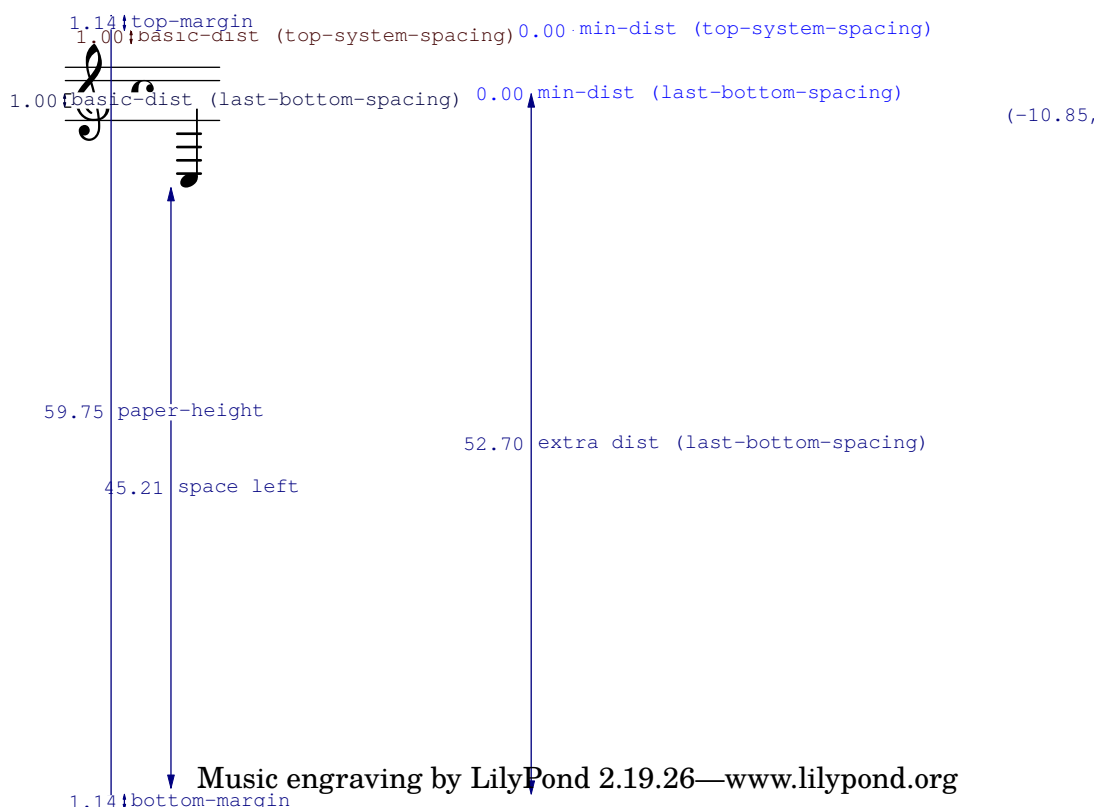 1.14 top-margin
1.00 basic-dist (top-system-spacing) 0.00 min-dist (top-system-spacing)
1.00 basic-dist (last-bottom-spacing) 0.00 min-dist (last-bottom-spacing)
(-10.85,
59.75 paper-height
52.70 extra dist (last-bottom-spacing)
45.21 space left
Music engraving by LilyPond 2.19.26—www.lilypond.org
1.14 bottom-margin